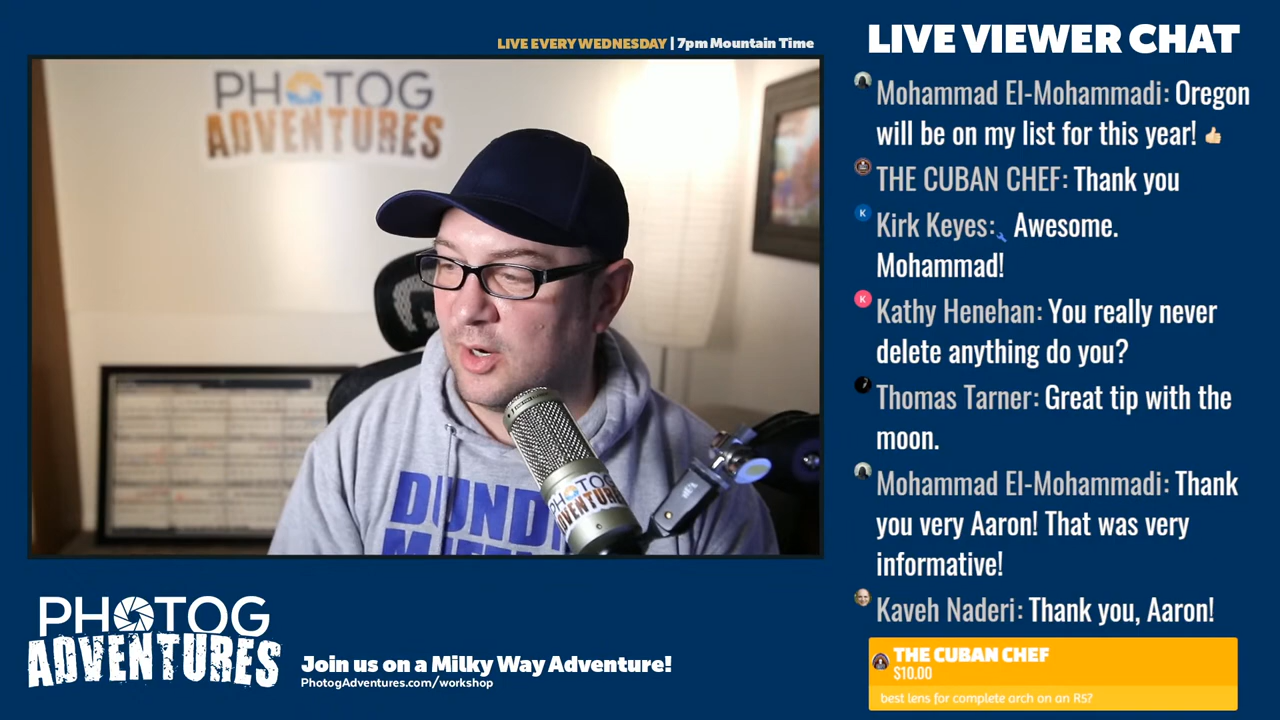 LIVE EVERY WEDNESDAY | 7pm Mountain Time
PHOTOG
ADVENTURES
DUNDE
PHOTOG
ADVENTURES
PHOTOG
ADVENTURES
Join us on a Milky Way Adventure!
PhotogAdventures.com/workshop
LIVE VIEWER CHAT
Mohammad El-Mohammadi: Oregon
will be on my list for this year! 👍🏼
THE CUBAN CHEF: Thank you
K
Kirk Keyes: Awesome.
Mohammad!
K
Kathy Henehan: You really never
delete anything do you?
Thomas Tarner: Great tip with the
moon.
Mohammad El-Mohammadi: Thank
you very Aaron! That was very
informative!
Kaveh Naderi: Thank you, Aaron!
THE CUBAN CHEF
$10.00
best lens for complete arch on an R5?